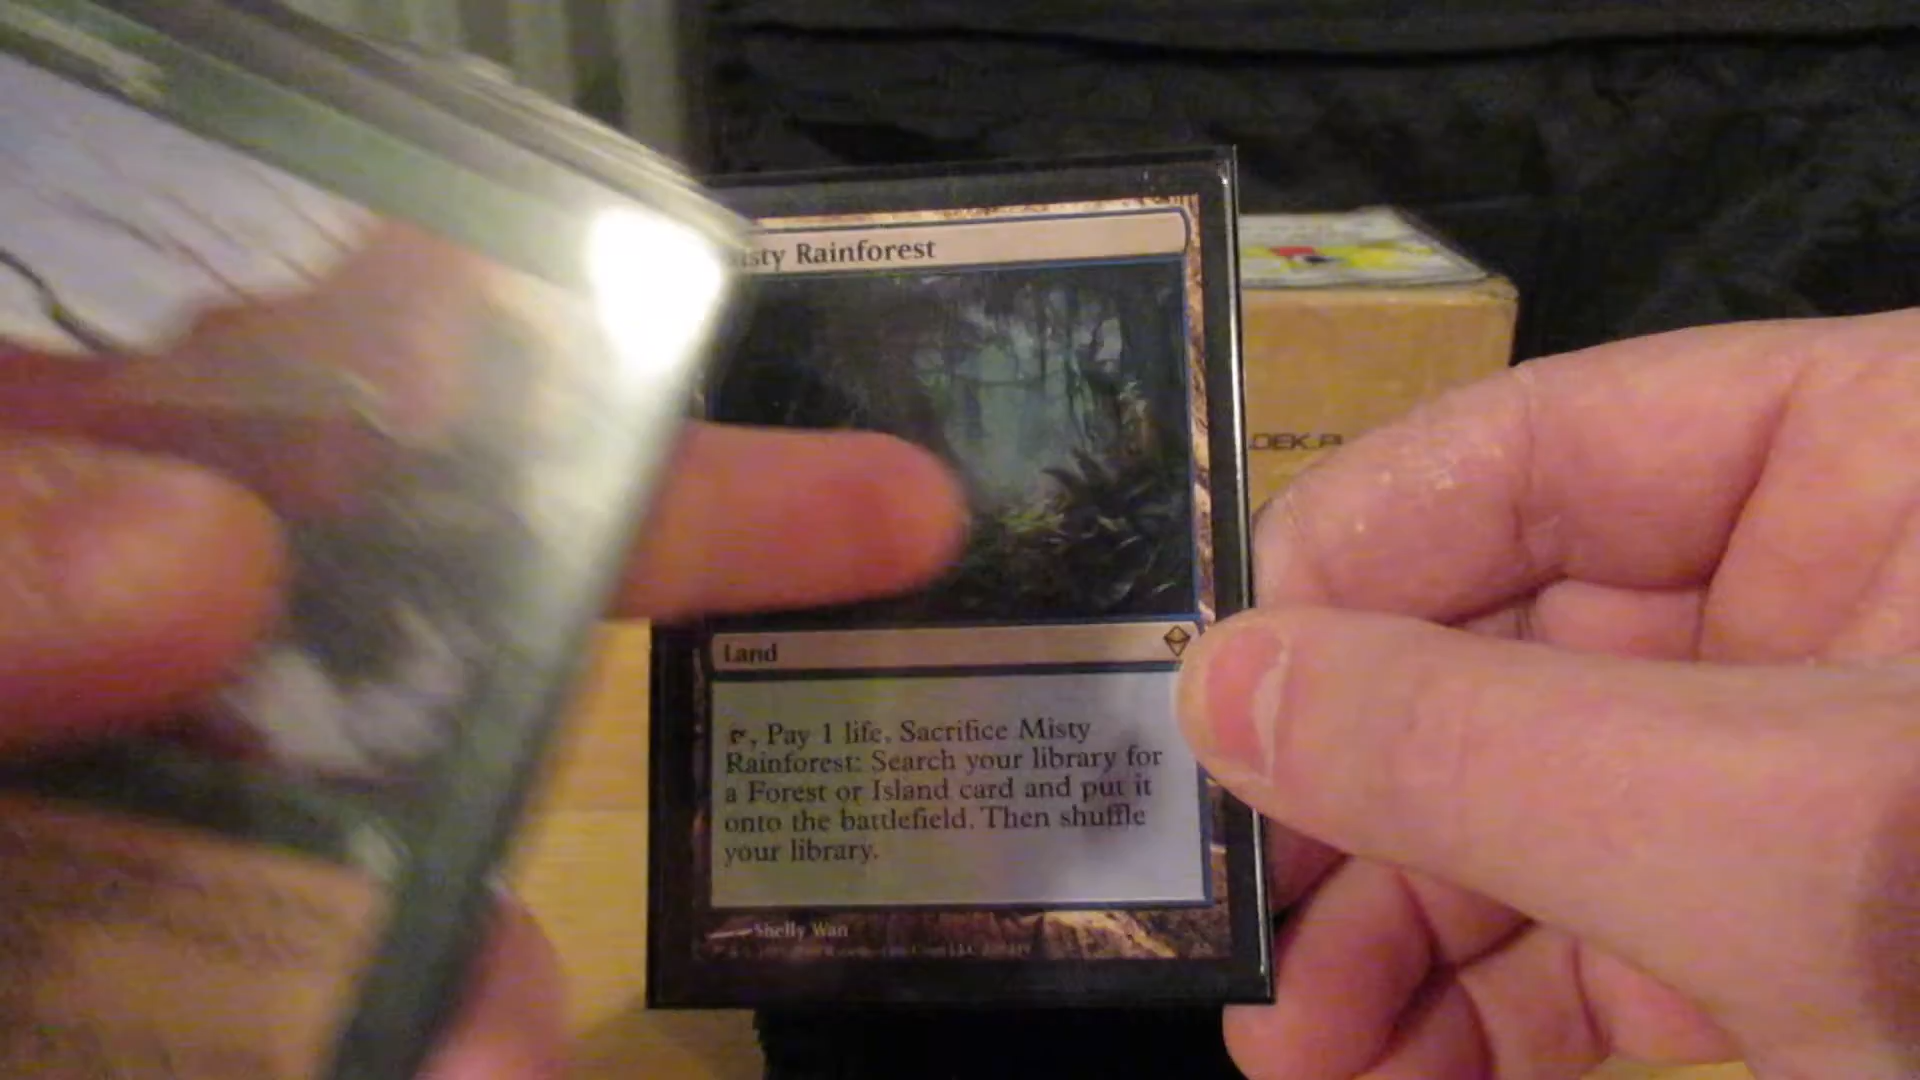 isty Rainforest
Land
, Pay 1 life, Sacrifice Misty
Rainforest: Search your library for
a Forest or Island card and put it
onto the battlefield. Then shuffle
your library.
Shelly Wan